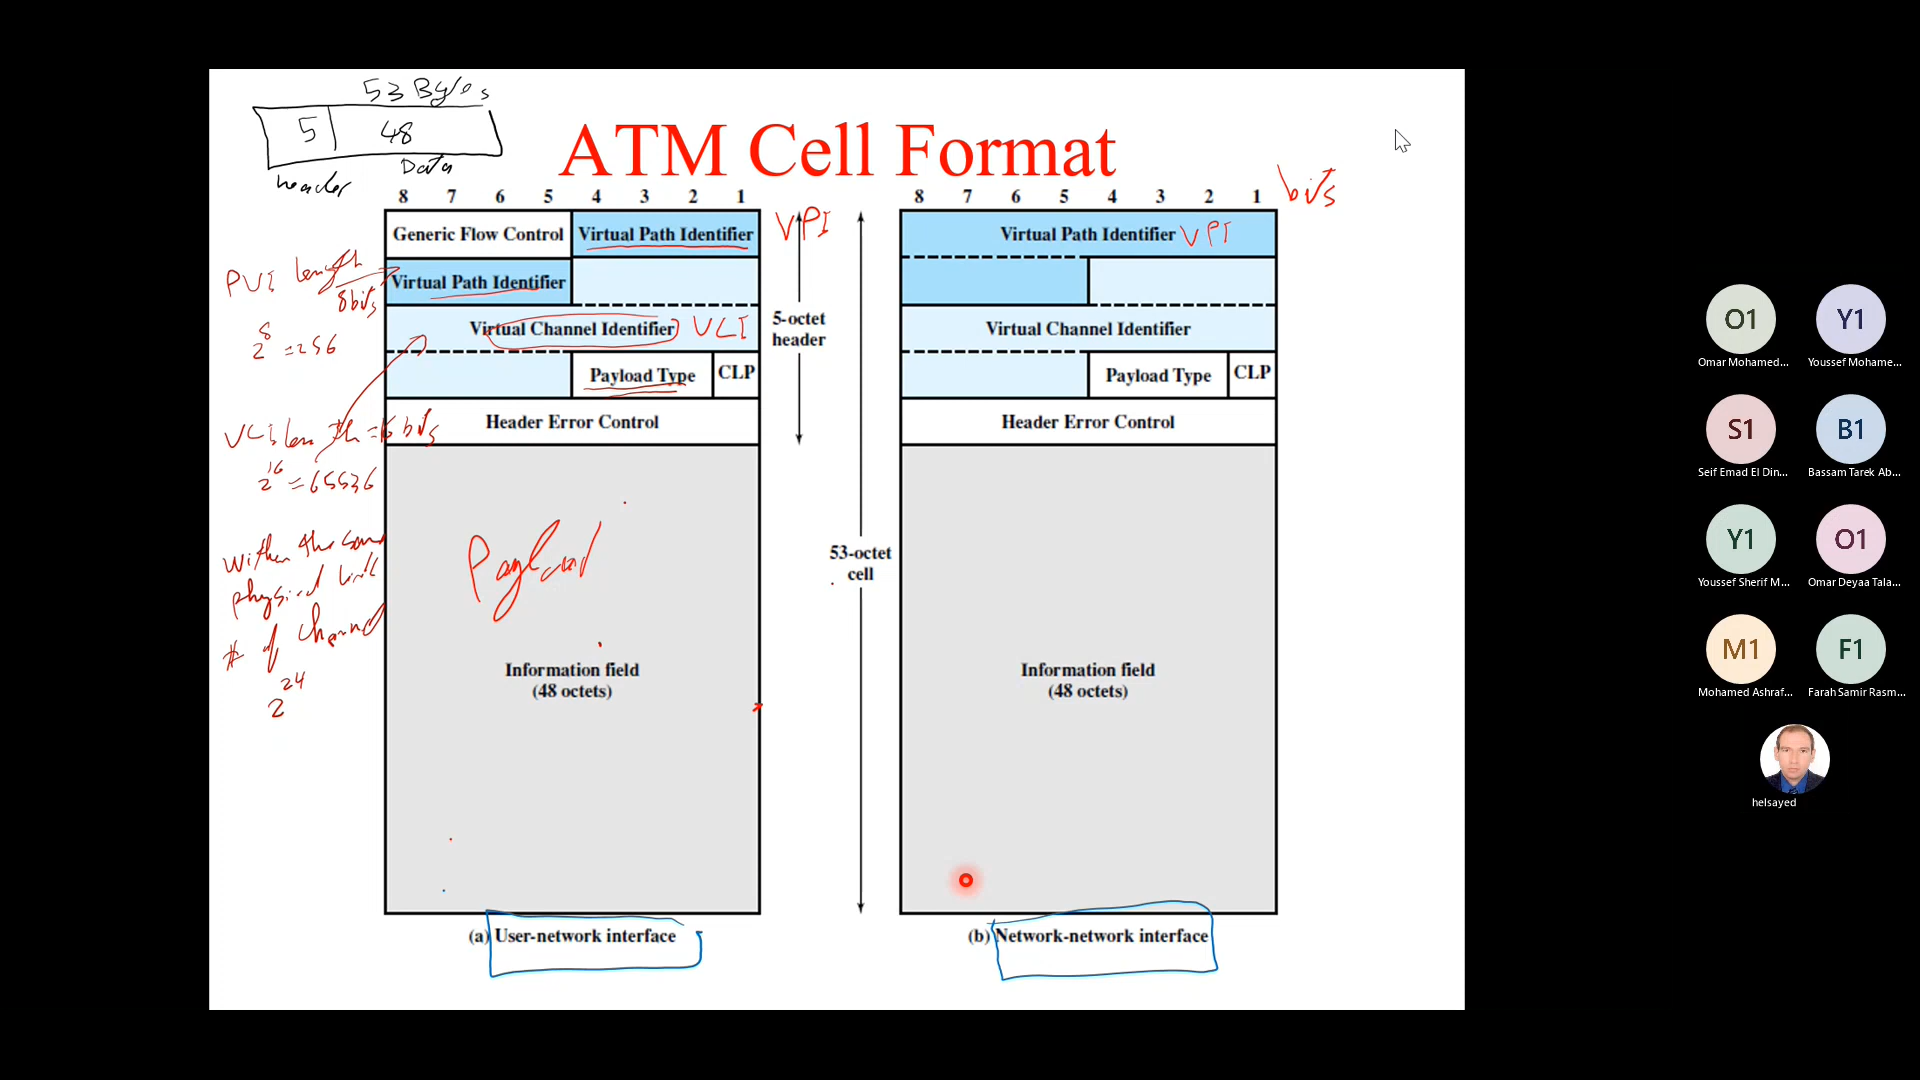 53 Bytes
5 48
Data
header
ATM Cell Format
bits
8 7 6 5 4 3 2 1
8 7 6 5 4 3 2 1
Generic Flow Control
Virtual Path Identifier
VPI
Virtual Path Identifier
Virtual Channel Identifier VCI
Payload Type
CLP
Header Error Control
5-octet
header
53-octet
cell
Payload
Information field
(48 octets)
(a) User-network interface
Virtual Path Identifier VPI
Virtual Channel Identifier
Payload Type
CLP
Header Error Control
Information field
(48 octets)
(b) Network-network interface
PVI length
8bits
2^8 = 256
VCI length = 16 bits
2^16 = 65536
within the same
physical link
# of channel
2^24
O1
Omar Mohamed...
Y1
Youssef Mohame...
S1
Seif Emad El Din...
B1
Bassam Tarek Ab...
Y1
Youssef Sherif M...
O1
Omar Deyaa Tala...
M1
Mohamed Ashraf...
F1
Farah Samir Rasm...
helsayed